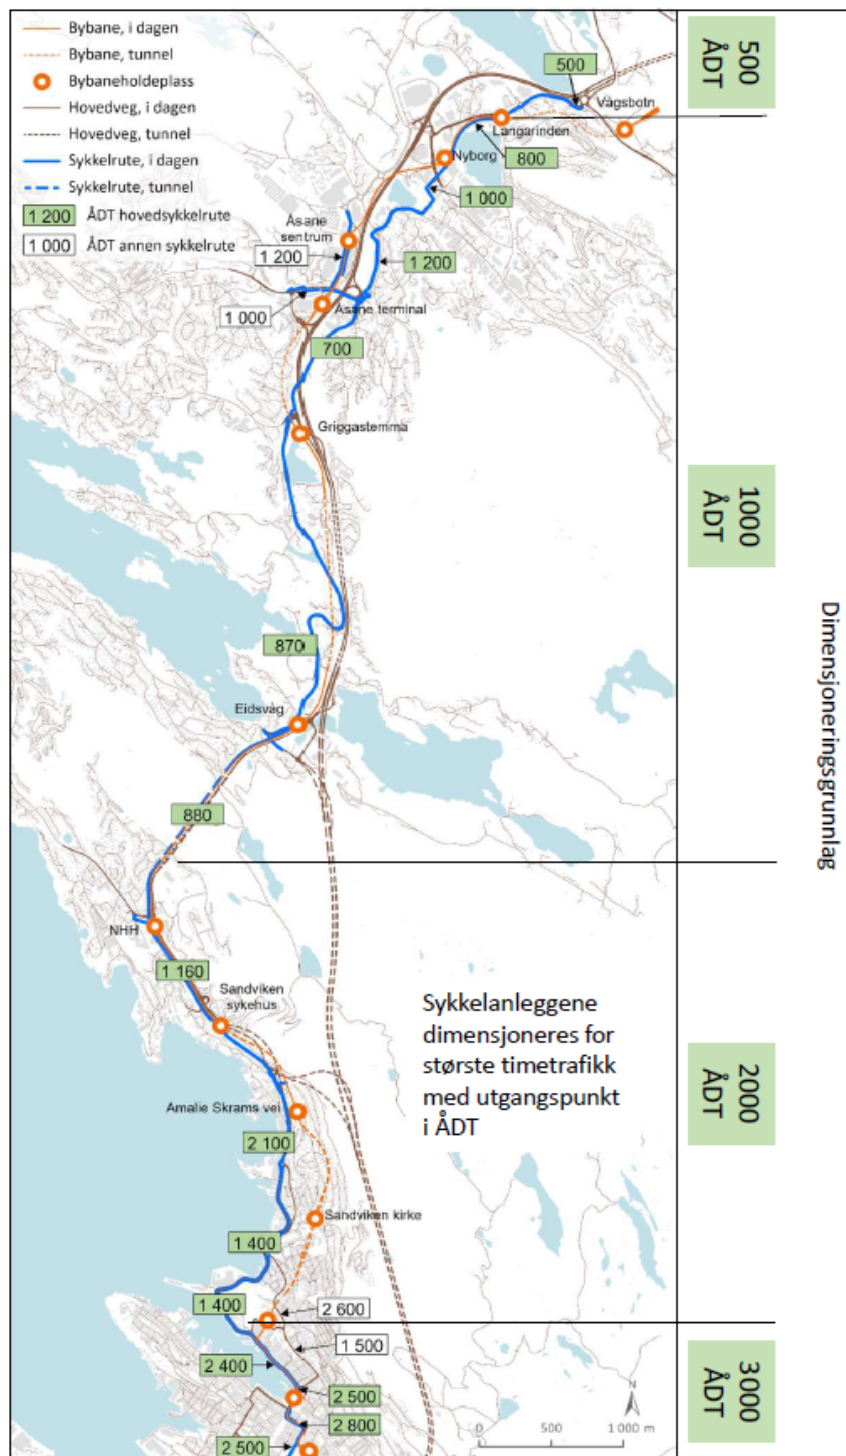 Bybane, i dagen
Bybane, tunnel
Bybaneholdeplass
Hovedveg, i dagen
Hovedveg, tunnel
Sykkelrute, i dagen
Sykkelrute, tunnel
1 200 ÅDT hovedsykkelrute
1 000 ÅDT annen sykkelrute
500
Vågsbotn
Langarinden
800
Nyborg
1 000
Åsane
sentrum
1 200
1 200
1 000
Åsane terminal
700
Griggastemma
870
Eidsvåg
880
NHH
1 160
Sandviken
sykehus
Amalie Skrams vei
2 100
Sandviken kirke
1 400
1 400
2 600
1 500
2 400
2 500
2 800
2 500
Sykkelanleggene
dimensjoneres for
største timetrafikk
med utgangspunkt
i ÅDT
N
0 500 1 000 m
500
ÅDT
1000
ÅDT
2000
ÅDT
3000
ÅDT
Dimensjoneringsgrunnlag